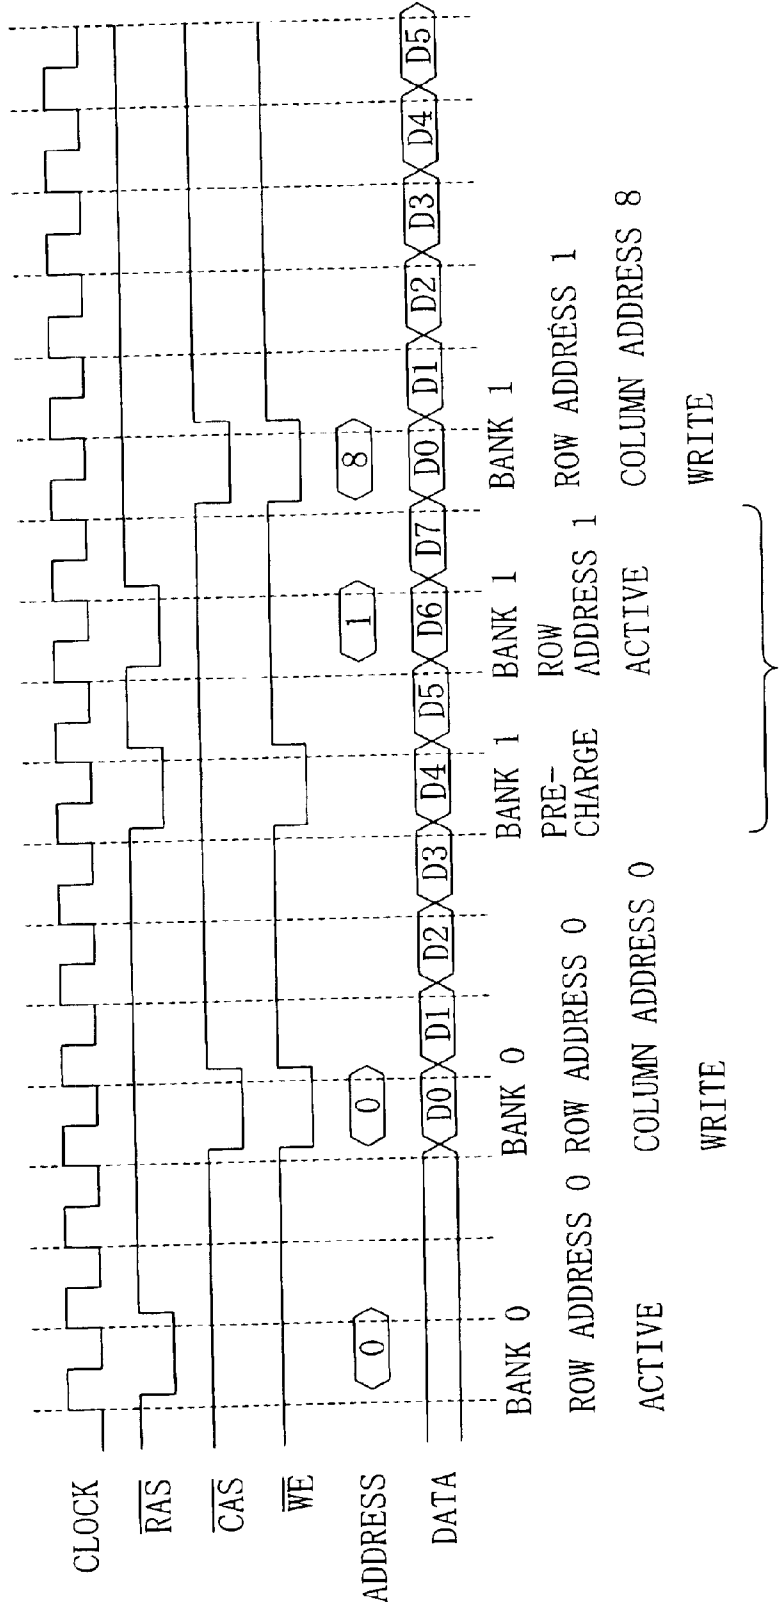 CLOCK
RAS
CAS
WE
ADDRESS 0 0 1 8
DATA D0 D1 D2 D3 D4 D5 D6 D7 D0 D1 D2 D3 D4 D5
BANK 0
ROW ADDRESS 0
ACTIVE
BANK 0
ROW ADDRESS 0
COLUMN ADDRESS 0
WRITE
BANK 1
PRE-
CHARGE
BANK 1
ROW
ADDRESS 1
ACTIVE
BANK 1
ROW ADDRESS 1
COLUMN ADDRESS 8
WRITE